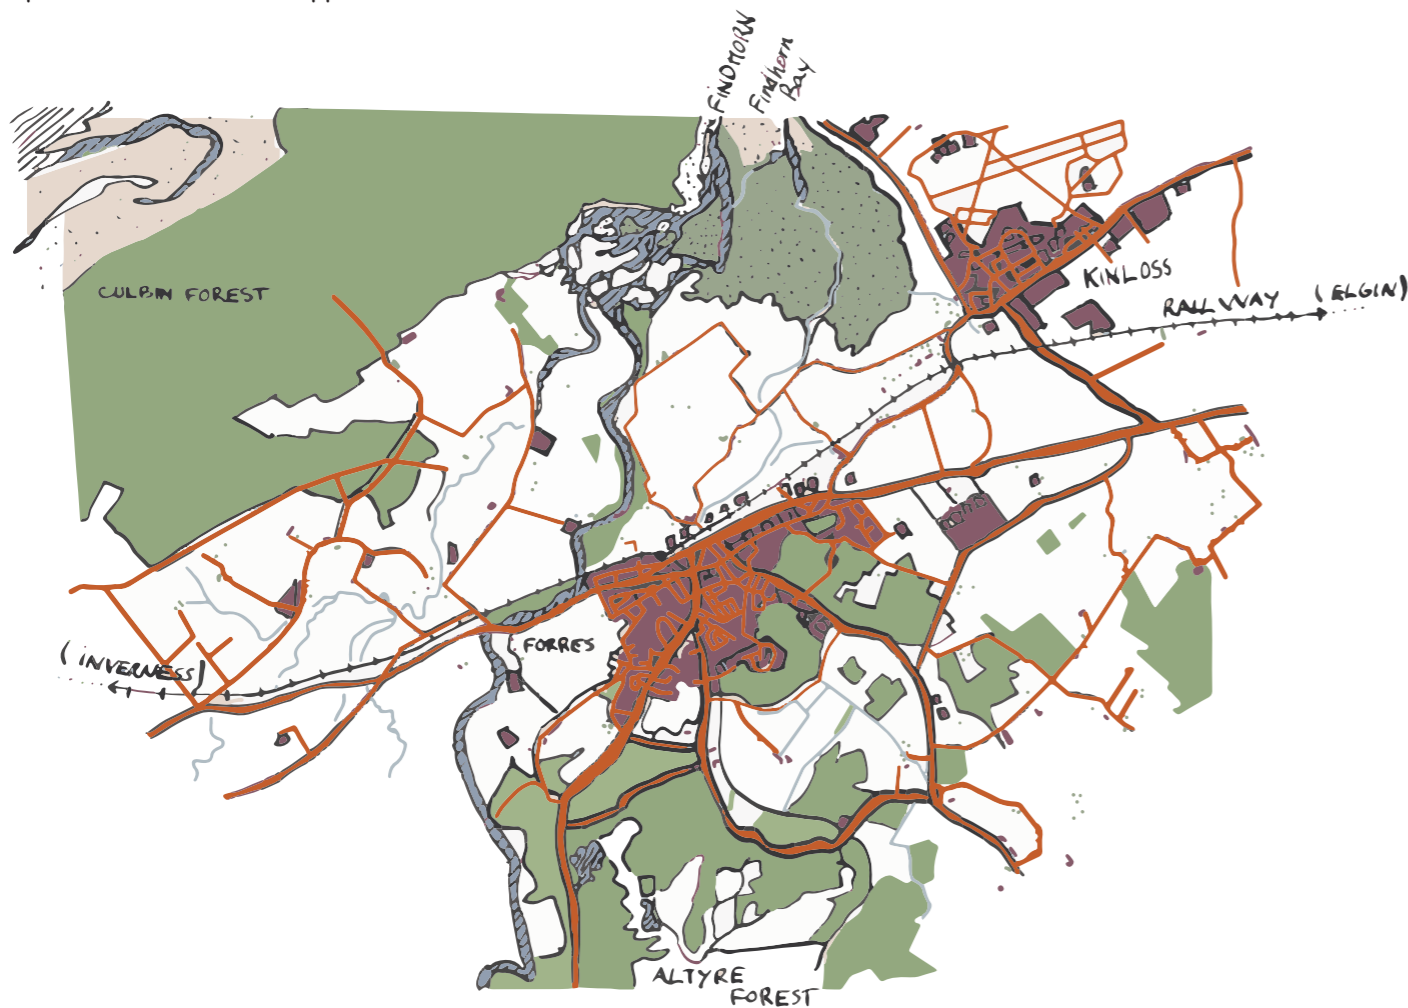 FINDHORN
Findhorn
Bay
CULBIN FOREST
KINLOSS
RAILWAY (ELGIN)
(INVERNESS)
FORRES
ALTYRE
FOREST